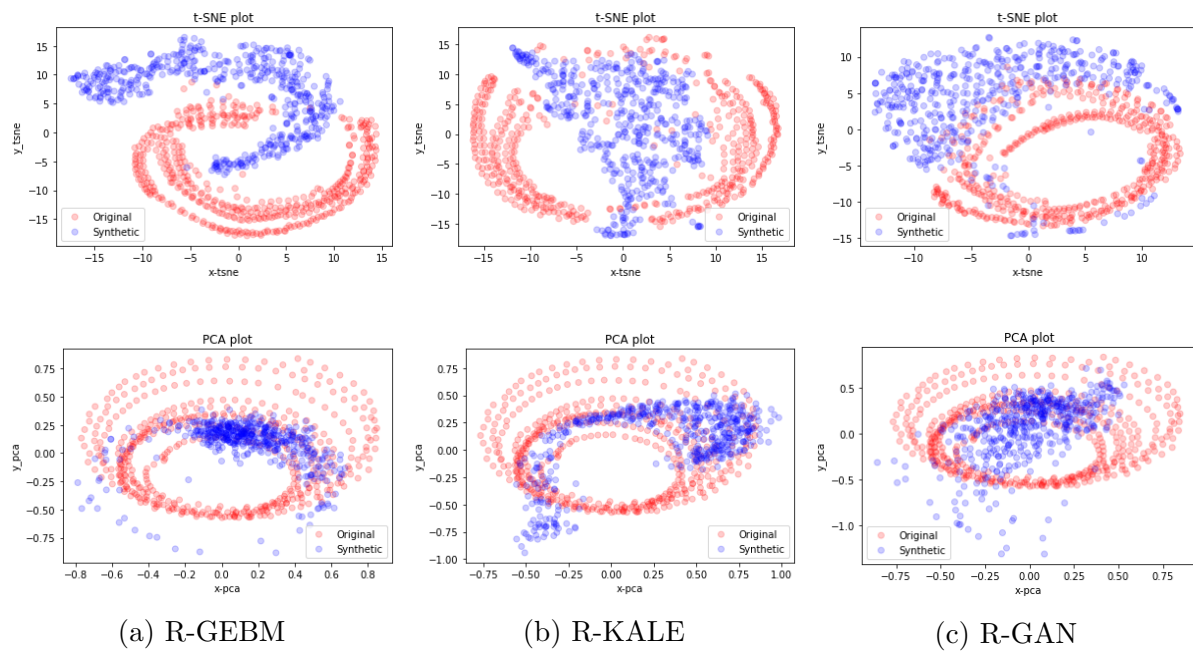 t-SNE plot
15
10
5
0
−5
−10
−15
y_tsne
−15
−10
−5
0
5
10
15
x-tsne
Original
Synthetic
t-SNE plot
15
10
5
0
−5
−10
−15
y_tsne
−15
−10
−5
0
5
10
15
x-tsne
Original
Synthetic
t-SNE plot
10
5
0
−5
−10
−15
y_tsne
−10
−5
0
5
10
x-tsne
Original
Synthetic
PCA plot
0.75
0.50
0.25
0.00
−0.25
−0.50
−0.75
y_pca
−0.8
−0.6
−0.4
−0.2
0.0
0.2
0.4
0.6
0.8
x-pca
Original
Synthetic
PCA plot
0.75
0.50
0.25
0.00
−0.25
−0.50
−0.75
−1.00
y_pca
−0.75
−0.50
−0.25
0.00
0.25
0.50
0.75
1.00
x-pca
Original
Synthetic
PCA plot
0.5
0.0
−0.5
−1.0
y_pca
−0.75
−0.50
−0.25
0.00
0.25
0.50
0.75
x-pca
Original
Synthetic
(a) R-GEBM
(b) R-KALE
(c) R-GAN